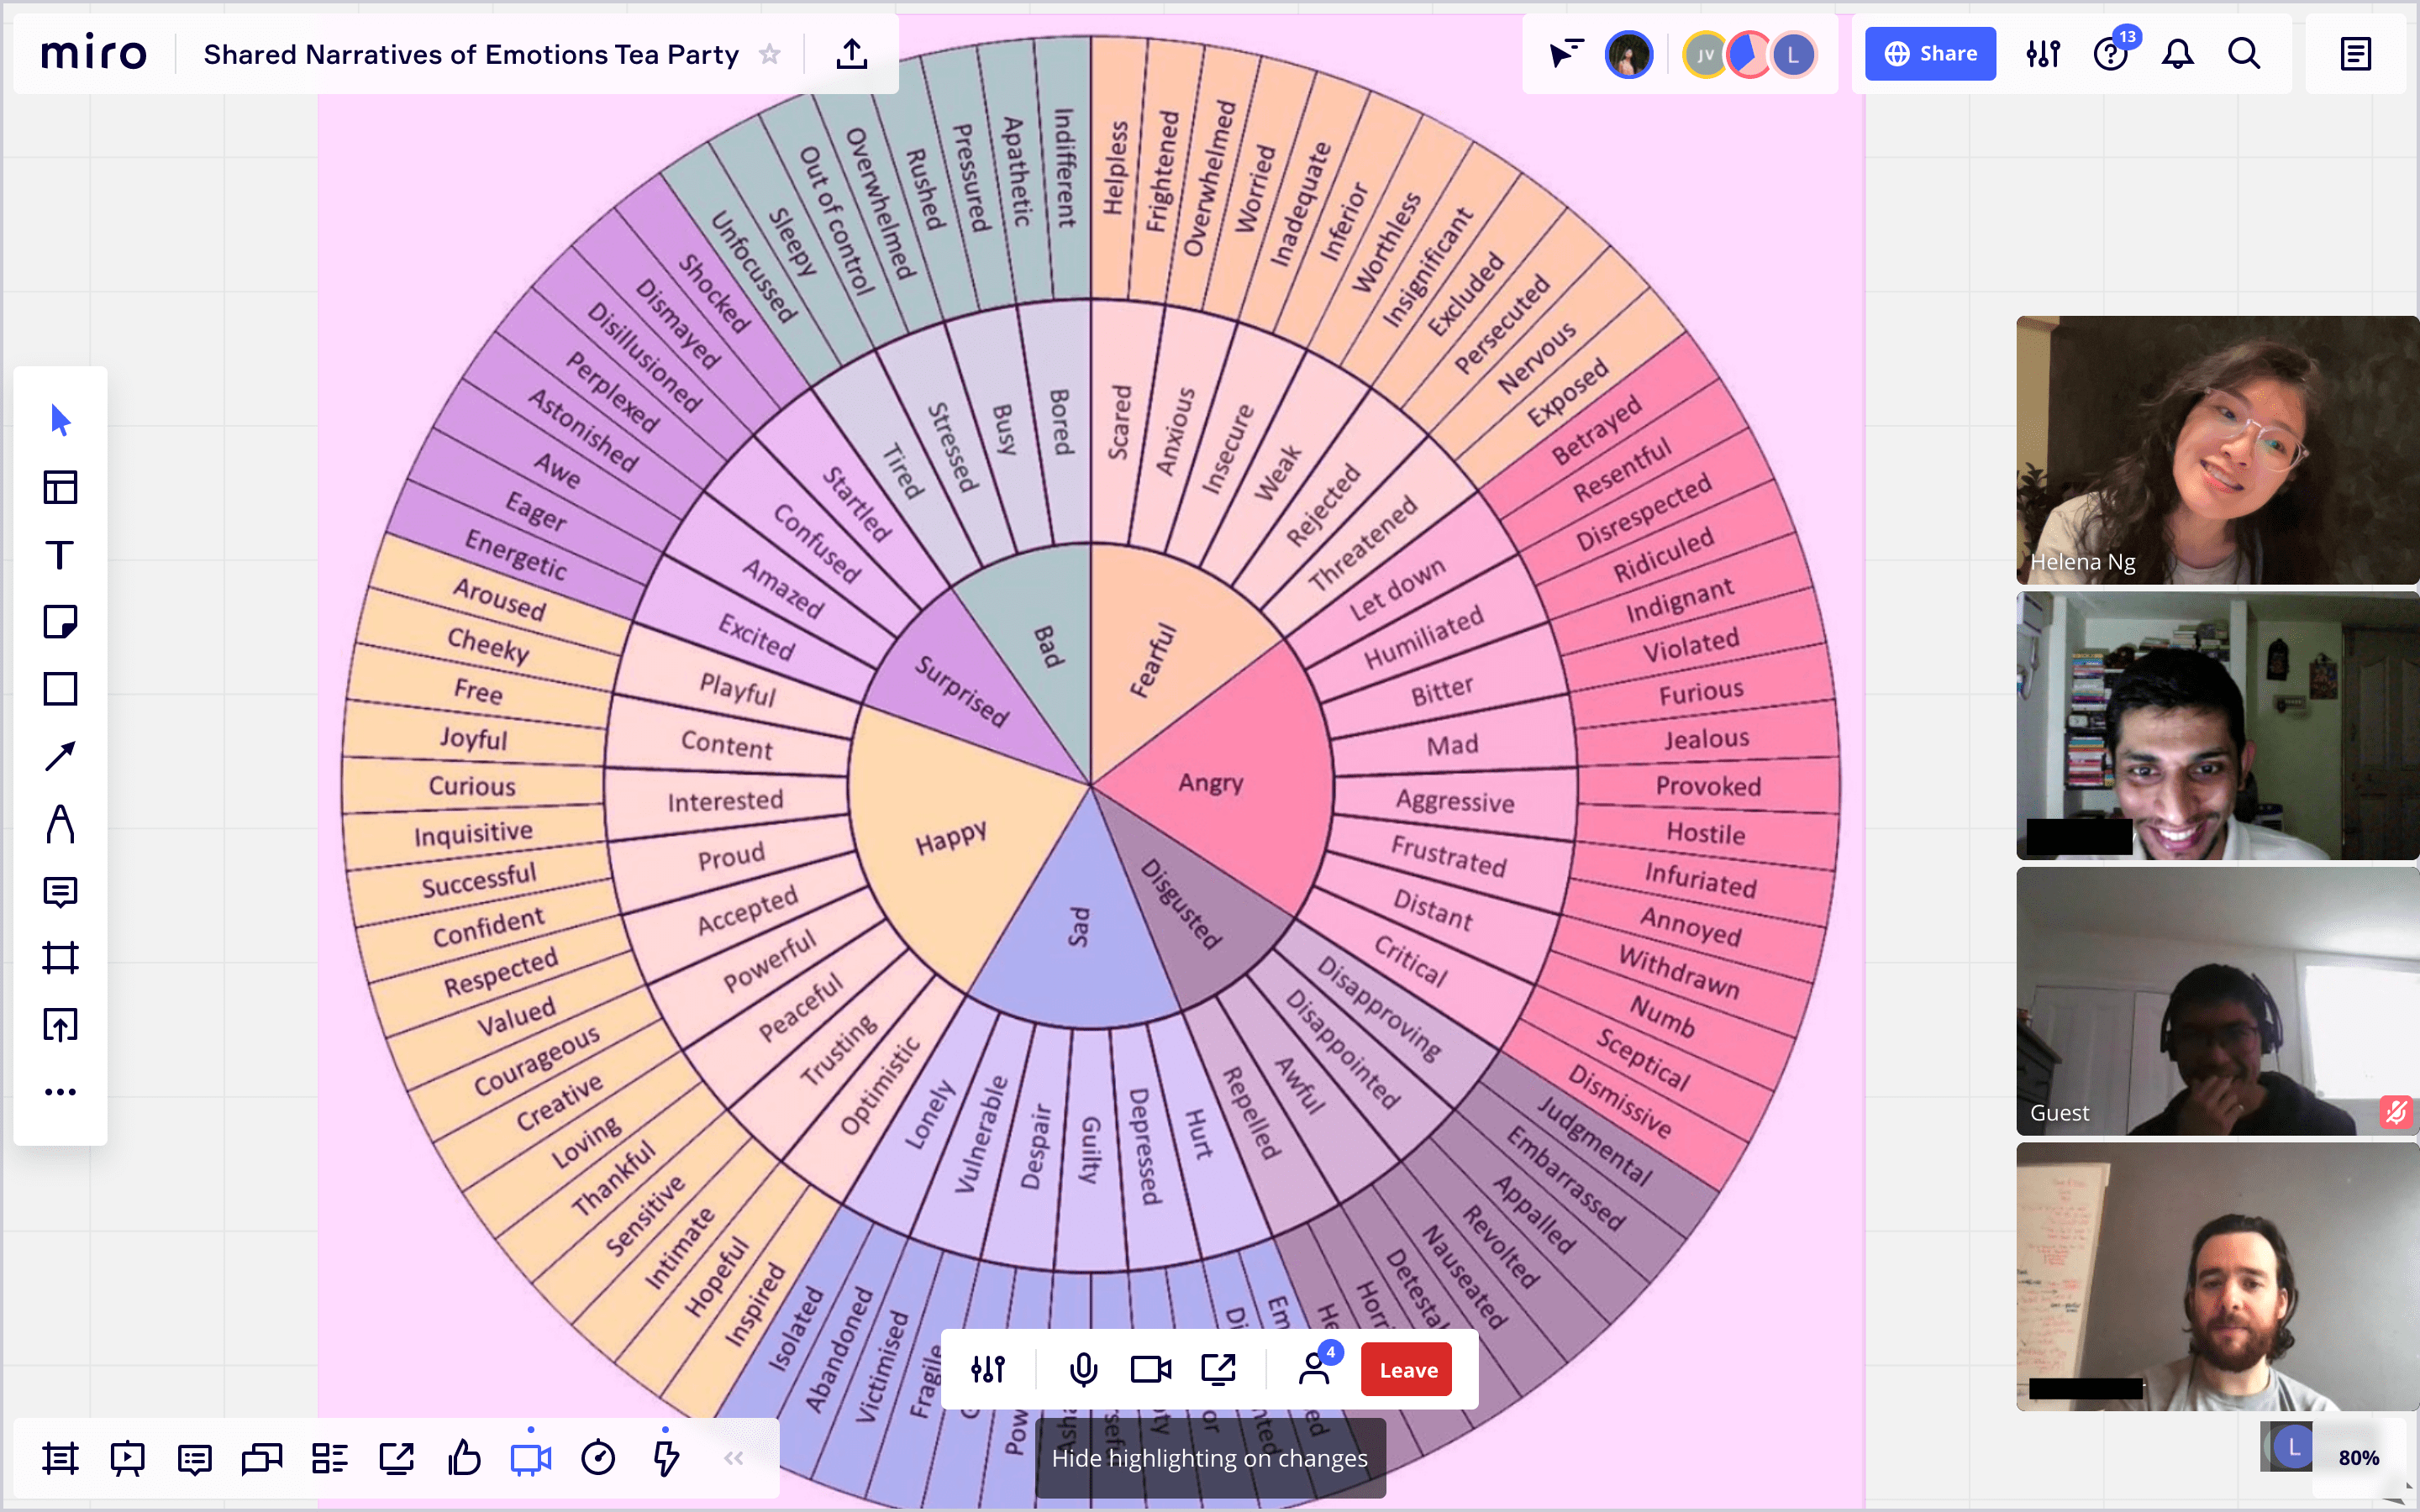 miro
Shared Narratives of Emotions Tea Party
JV
L
Share
13
Bad
Fearful
Angry
Disgusted
Sad
Happy
Surprised
Tired
Stressed
Busy
Bored
Scared
Anxious
Insecure
Weak
Rejected
Threatened
Let down
Humiliated
Bitter
Mad
Aggressive
Frustrated
Distant
Critical
Disapproving
Disappointed
Awful
Repelled
Hurt
Depressed
Guilty
Despair
Vulnerable
Lonely
Optimistic
Trusting
Peaceful
Powerful
Accepted
Proud
Interested
Content
Playful
Excited
Amazed
Confused
Startled
Unfocussed
Sleepy
Out of control
Overwhelmed
Rushed
Pressured
Apathetic
Indifferent
Helpless
Frightened
Overwhelmed
Worried
Inadequate
Inferior
Worthless
Insignificant
Excluded
Persecuted
Nervous
Exposed
Betrayed
Resentful
Disrespected
Ridiculed
Indignant
Violated
Furious
Jealous
Provoked
Hostile
Infuriated
Annoyed
Withdrawn
Numb
Sceptical
Dismissive
Judgmental
Embarrassed
Appalled
Revolted
Nauseated
Fragile
Victimised
Abandoned
Isolated
Inspired
Hopeful
Intimate
Sensitive
Thankful
Loving
Creative
Courageous
Valued
Respected
Confident
Successful
Inquisitive
Curious
Joyful
Free
Cheeky
Aroused
Energetic
Eager
Awe
Astonished
Perplexed
Disillusioned
Dismayed
Shocked
Helena Ng
Guest
4
Leave
Hide highlighting on changes
L
80%